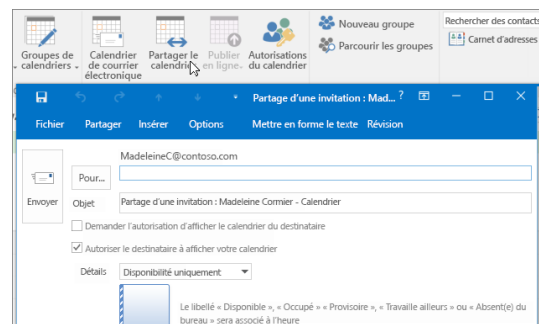 Groupes de calendriers
Calendrier de courrier électronique
Partager le calendrier
Publier en ligne
Autorisations du calendrier
Nouveau groupe
Parcourir les groupes
Rechercher des contacts
Carnet d'adresses
Partage d'une invitation : Mad... ?
Fichier Partager Insérer Options Mettre en forme le texte Révision
MadeleineC@contoso.com
Pour...
Envoyer
Objet Partage d'une invitation : Madeleine Cormier - Calendrier
Demander l'autorisation d'afficher le calendrier du destinataire
Autoriser le destinataire à afficher votre calendrier
Détails Disponibilité uniquement
Le libellé « Disponible », « Occupé » « Provisoire », « Travaille ailleurs » ou « Absent(e) du
bureau » sera associé à l'heure